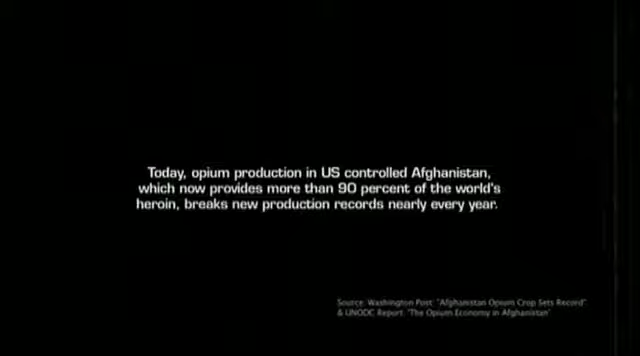 Today, opium production in US controlled Afghanistan,
which now provides more than 90 percent of the world's
heroin, breaks new production records nearly every year.
Source: Washington Post: "Afghanistan Opium Crop Sets Record"
& UNODC Report: "The Opium Economy in Afghanistan"